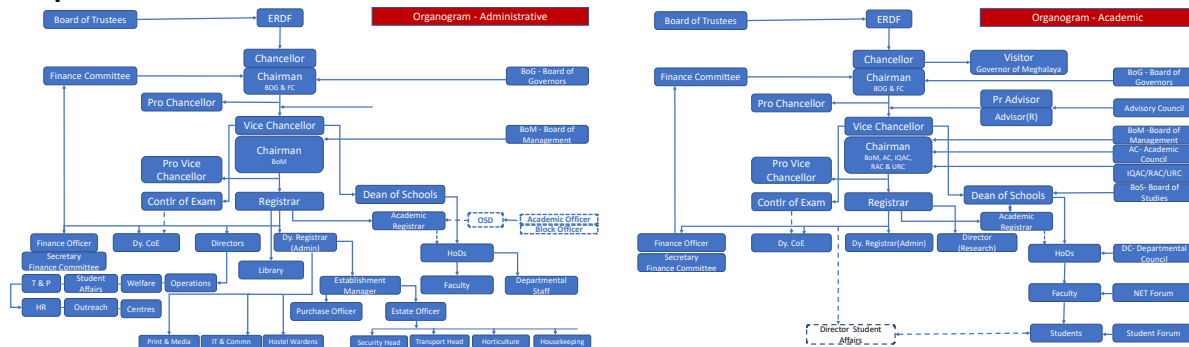 Board of Trustees
ERDF
Organogram - Administrative
Chancellor
Finance Committee
Chairman
BOG & FC
BoG - Board of
Governors
Pro Chancellor
Vice Chancellor
Chairman
BoM
BoM - Board of
Management
Pro Vice
Chancellor
Dean of Schools
Contlr of Exam
Registrar
Academic
Registrar
OSD
Academic Officer
Block Officer
Finance Officer
Secretary
Finance Committee
Dy. CoE
Directors
Dy. Registrar
(Admin)
HoDs
Library
T & P
Student
Affairs
Welfare
Operations
Establishment
Manager
Faculty
Departmental
Staff
HR
Outreach
Centres
Purchase Officer
Estate Officer
Print & Media
IT & Commn
Hostel Wardens
Security Head
Transport Head
Horticulture
Housekeeping
Board of Trustees
ERDF
Organogram - Academic
Chancellor
Visitor
Governor of Meghalaya
Finance Committee
Chairman
BOG & FC
BoG - Board of
Governors
Pro Chancellor
Pr Advisor
Advisor(R)
Advisory Council
Vice Chancellor
Chairman
BoM, AC, IQAC,
RAC & URC
BoM -Board of
Management
AC- Academic
Council
IQAC/RAC/URC
Pro Vice
Chancellor
Dean of Schools
BoS- Board of
Studies
Contlr of Exam
Registrar
Academic
Registrar
Finance Officer
Secretary
Finance Committee
Dy. CoE
Dy. Registrar(Admin)
Director
(Research)
HoDs
DC- Departmental
Council
Faculty
NET Forum
Director Student
Affairs
Students
Student Forum